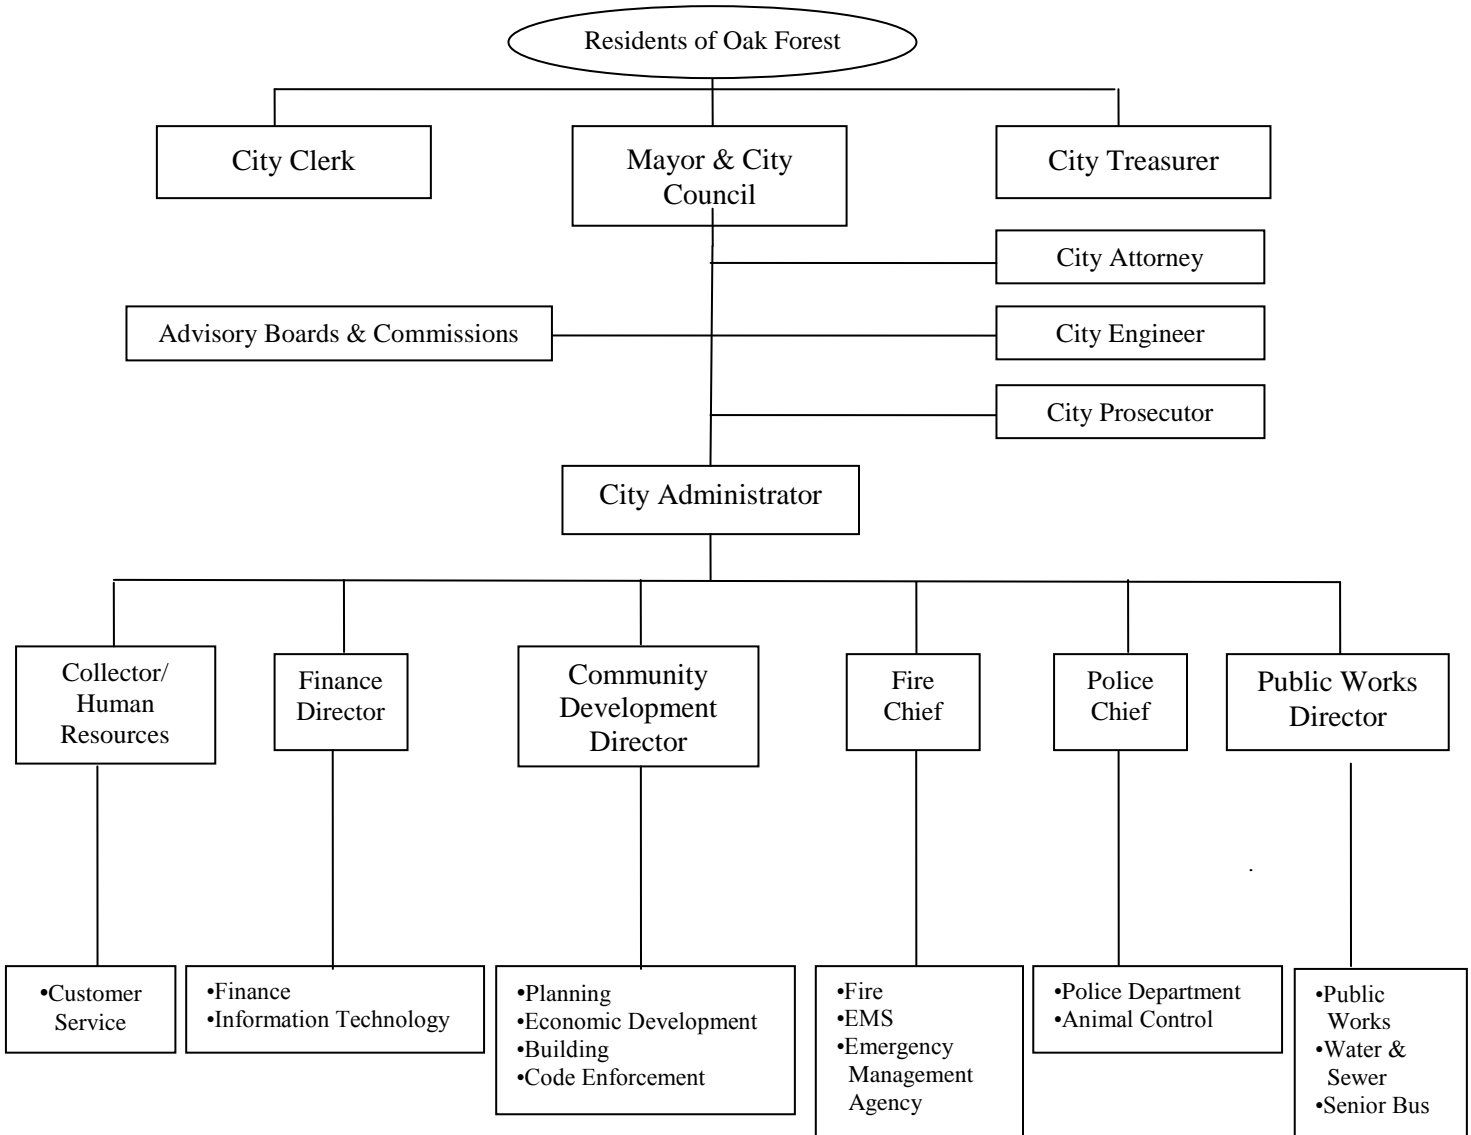 Residents of Oak Forest
City Clerk
Mayor & City
Council
City Treasurer
City Attorney
Advisory Boards & Commissions
City Engineer
City Prosecutor
City Administrator
Collector/
Human
Resources
Finance
Director
Community
Development
Director
Fire
Chief
Police
Chief
Public Works
Director
•Customer
Service
•Finance
•Information Technology
•Planning
•Economic Development
•Building
•Code Enforcement
•Fire
•EMS
•Emergency
Management
Agency
•Police Department
•Animal Control
•Public
Works
•Water &
Sewer
•Senior Bus